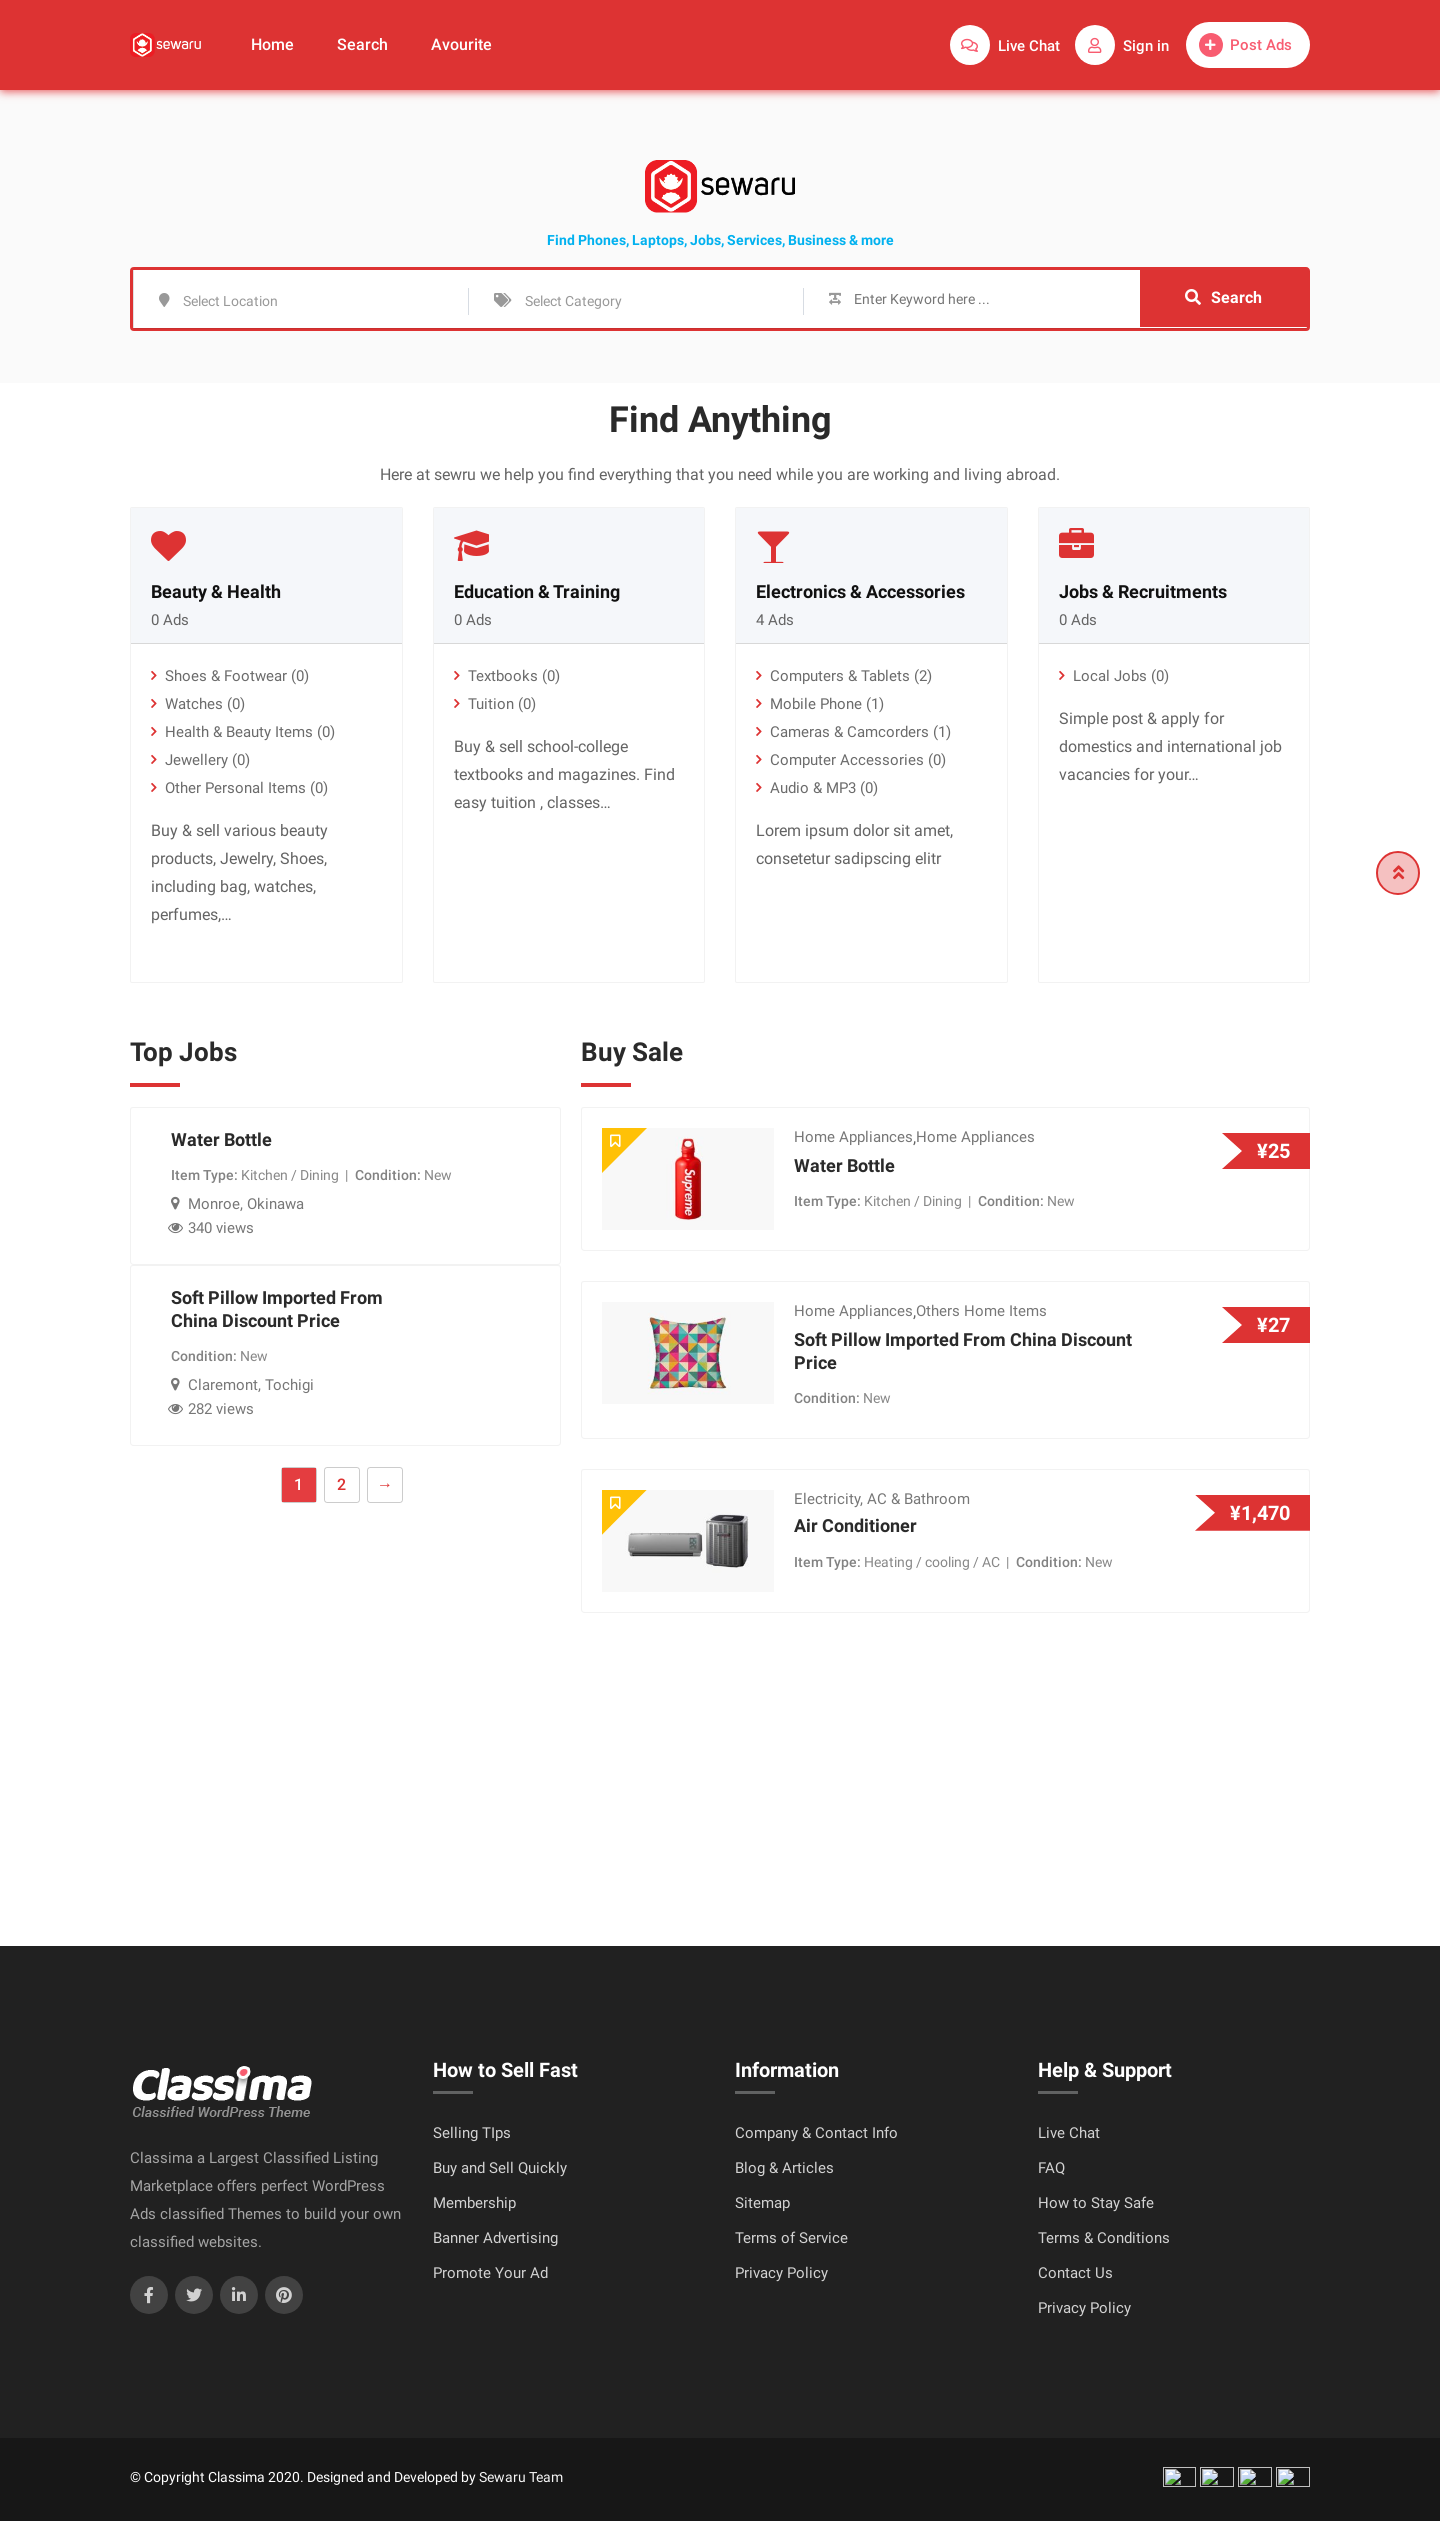 sewaru
Home
Search
Avourite
Live Chat
Sign in
Post Ads
sewaru
Find Phones, Laptops, Jobs, Services, Business & more
Select Location
Select Category
Enter Keyword here ...
Search
Find Anything
Here at sewru we help you find everything that you need while you are working and living abroad.
Beauty & Health
0 Ads
Shoes & Footwear (0)
Watches (0)
Health & Beauty Items (0)
Jewellery (0)
Other Personal Items (0)
Buy & sell various beauty
products, Jewelry, Shoes,
including bag, watches,
perfumes,...
Education & Training
0 Ads
Textbooks (0)
Tuition (0)
Buy & sell school-college
textbooks and magazines. Find
easy tuition , classes...
Electronics & Accessories
4 Ads
Computers & Tablets (2)
Mobile Phone (1)
Cameras & Camcorders (1)
Computer Accessories (0)
Audio & MP3 (0)
Lorem ipsum dolor sit amet,
consetetur sadipscing elitr
Jobs & Recruitments
0 Ads
Local Jobs (0)
Simple post & apply for
domestics and international job
vacancies for your...
Top Jobs
Water Bottle
Item Type: Kitchen / Dining | Condition: New
Monroe, Okinawa
340 views
Soft Pillow Imported From
China Discount Price
Condition: New
Claremont, Tochigi
282 views
1 2 →
Buy Sale
Supreme
Home Appliances,Home Appliances
Water Bottle
Item Type: Kitchen / Dining | Condition: New
¥25
Home Appliances,Others Home Items
Soft Pillow Imported From China Discount
Price
Condition: New
¥27
Electricity, AC & Bathroom
Air Conditioner
Item Type: Heating / cooling / AC | Condition: New
¥1,470
Classima
Classified WordPress Theme
Classima a Largest Classified Listing
Marketplace offers perfect WordPress
Ads classified Themes to build your own
classified websites.
How to Sell Fast
Selling TIps
Buy and Sell Quickly
Membership
Banner Advertising
Promote Your Ad
Information
Company & Contact Info
Blog & Articles
Sitemap
Terms of Service
Privacy Policy
Help & Support
Live Chat
FAQ
How to Stay Safe
Terms & Conditions
Contact Us
Privacy Policy
© Copyright Classima 2020. Designed and Developed by Sewaru Team